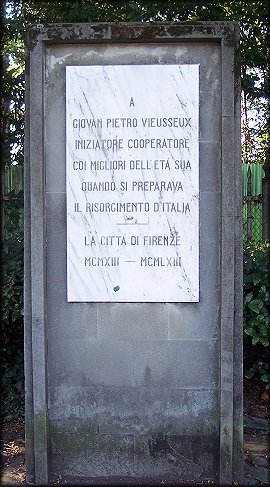 A
GIOVAN PIETRO VIEUSSEUX
INIZIATORE COOPERATORE
COI MIGLIORI DELL'ETÀ SUA
QUANDO SI PREPARAVA
IL RISORGIMENTO D'ITALIA
LA CITTÀ DI FIRENZE
MCMXIII — MCMLXIII